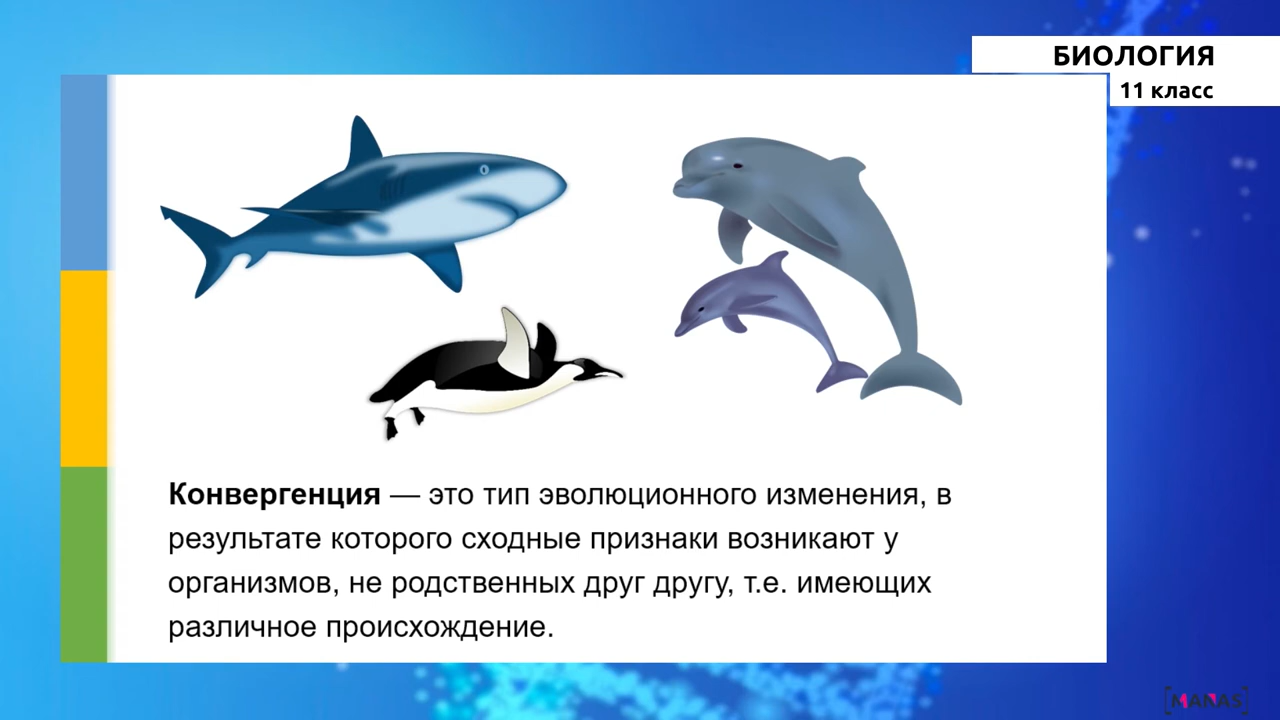 БИОЛОГИЯ
11 класс
Конвергенция — это тип эволюционного изменения, в
результате которого сходные признаки возникают у
организмов, не родственных друг другу, т.е. имеющих
различное происхождение.
MANAS